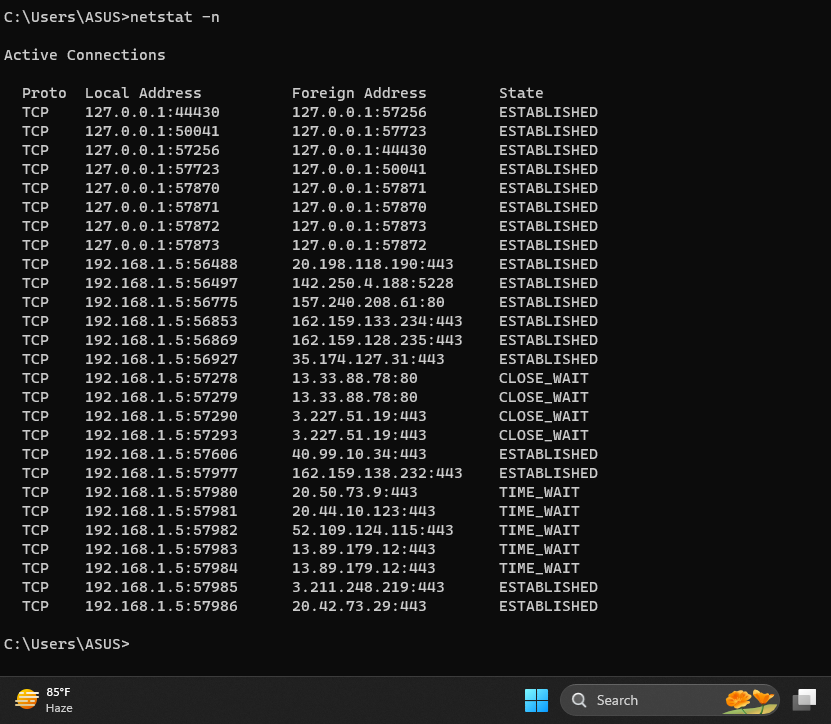 C:\Users\ASUS>netstat -n
Active Connections
Proto Local Address Foreign Address State
TCP 127.0.0.1:44430 127.0.0.1:57256 ESTABLISHED
TCP 127.0.0.1:50041 127.0.0.1:57723 ESTABLISHED
TCP 127.0.0.1:57256 127.0.0.1:44430 ESTABLISHED
TCP 127.0.0.1:57723 127.0.0.1:50041 ESTABLISHED
TCP 127.0.0.1:57870 127.0.0.1:57871 ESTABLISHED
TCP 127.0.0.1:57871 127.0.0.1:57870 ESTABLISHED
TCP 127.0.0.1:57872 127.0.0.1:57873 ESTABLISHED
TCP 127.0.0.1:57873 127.0.0.1:57872 ESTABLISHED
TCP 192.168.1.5:56488 20.198.118.190:443 ESTABLISHED
TCP 192.168.1.5:56497 142.250.4.188:5228 ESTABLISHED
TCP 192.168.1.5:56775 157.240.208.61:80 ESTABLISHED
TCP 192.168.1.5:56853 162.159.133.234:443 ESTABLISHED
TCP 192.168.1.5:56869 162.159.128.235:443 ESTABLISHED
TCP 192.168.1.5:56927 35.174.127.31:443 ESTABLISHED
TCP 192.168.1.5:57278 13.33.88.78:80 CLOSE_WAIT
TCP 192.168.1.5:57279 13.33.88.78:80 CLOSE_WAIT
TCP 192.168.1.5:57290 3.227.51.19:443 CLOSE_WAIT
TCP 192.168.1.5:57293 3.227.51.19:443 CLOSE_WAIT
TCP 192.168.1.5:57606 40.99.10.34:443 ESTABLISHED
TCP 192.168.1.5:57977 162.159.138.232:443 ESTABLISHED
TCP 192.168.1.5:57980 20.50.73.9:443 TIME_WAIT
TCP 192.168.1.5:57981 20.44.10.123:443 TIME_WAIT
TCP 192.168.1.5:57982 52.109.124.115:443 TIME_WAIT
TCP 192.168.1.5:57983 13.89.179.12:443 TIME_WAIT
TCP 192.168.1.5:57984 13.89.179.12:443 TIME_WAIT
TCP 192.168.1.5:57985 3.211.248.219:443 ESTABLISHED
TCP 192.168.1.5:57986 20.42.73.29:443 ESTABLISHED
C:\Users\ASUS>
85°F
Haze
Search